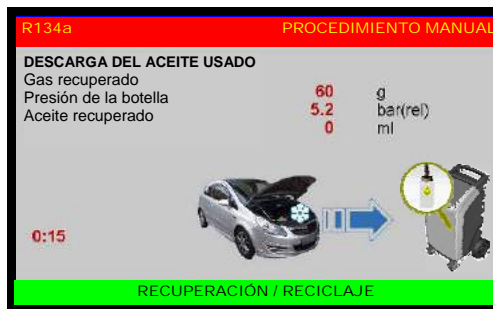 R134a PROCEDIMIENTO MANUAL
DESCARGA DEL ACEITE USADO
Gas recuperado 60 g
Presión de la botella 5.2 bar(rel)
Aceite recuperado 0 ml
0:15
RECUPERACIÓN / RECICLAJE